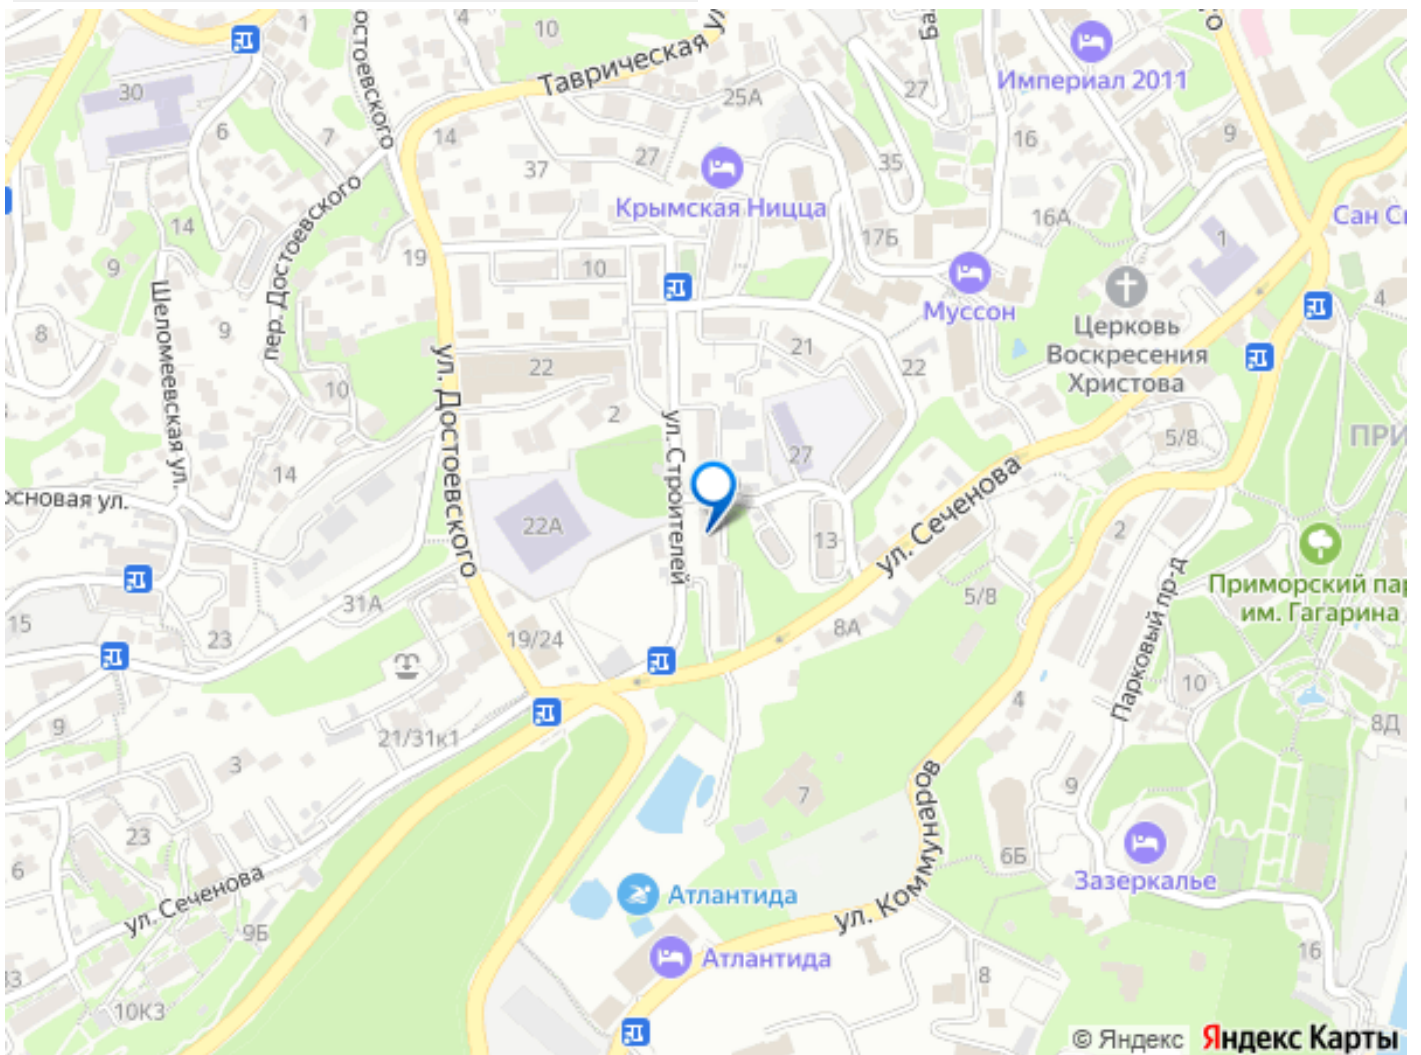 1
10
4
30
6
7
14
Таврическая у
25А
27
Империал 2011
16
9
27
37
35
Крымская Ницца
остоевского
пер. Достоевского
14
9
19
10
17Б
16А
1
Сан С
Муссон
Церковь
Воскресения
Христова
4
8
9
Шеломеевская ул.
10
22
21
22
2
ул. Достоевского
ул. Строителей
27
5/8
ПРИ
14
основая ул.
22А
13
ул. Сеченова
2
Приморский пар
им. Гагарина
31А
15
23
19/24
8А
5/8
Парковый пр-д
10
4
8Д
9
21/31к1
3
7
9
23
6
ул. Сеченова
9Б
Атлантида
Атлантида
ул. Коммунаров
6Б
Зазеркалье
16
8
10К3
© Яндекс Яндекс Карты